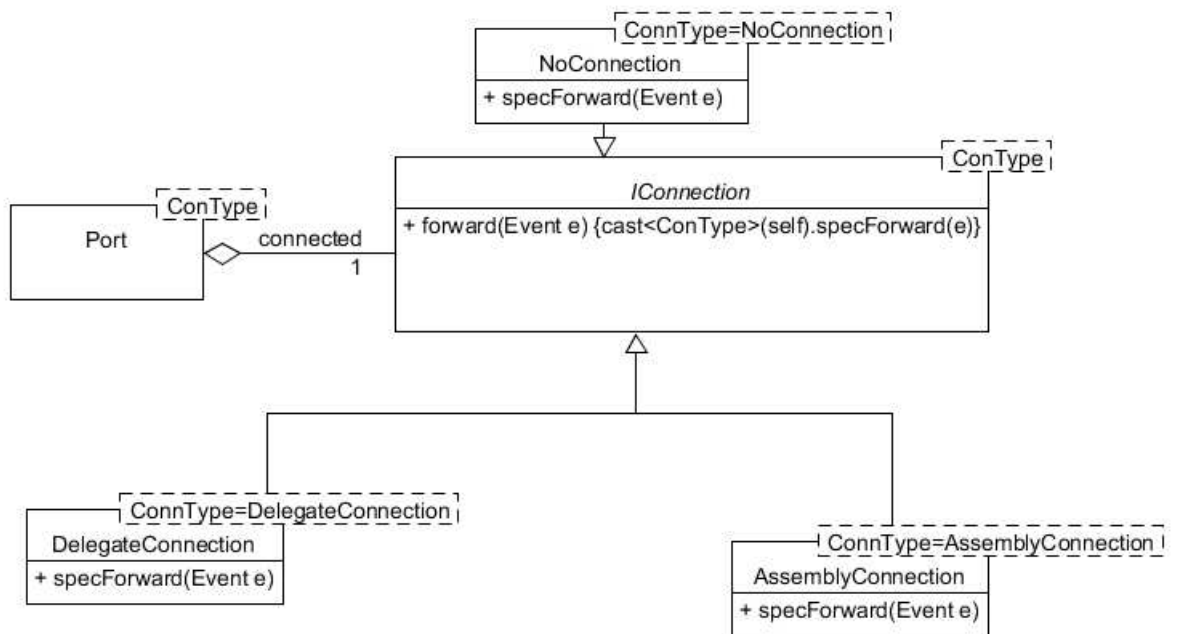 ConnType=NoConnection
NoConnection
+ specForward(Event e)
ConType
IConnection
+ forward(Event e) {cast<ConType>(self).specForward(e)}
ConType
Port
connected
1
ConnType=DelegateConnection
DelegateConnection
+ specForward(Event e)
ConnType=AssemblyConnection
AssemblyConnection
+ specForward(Event e)